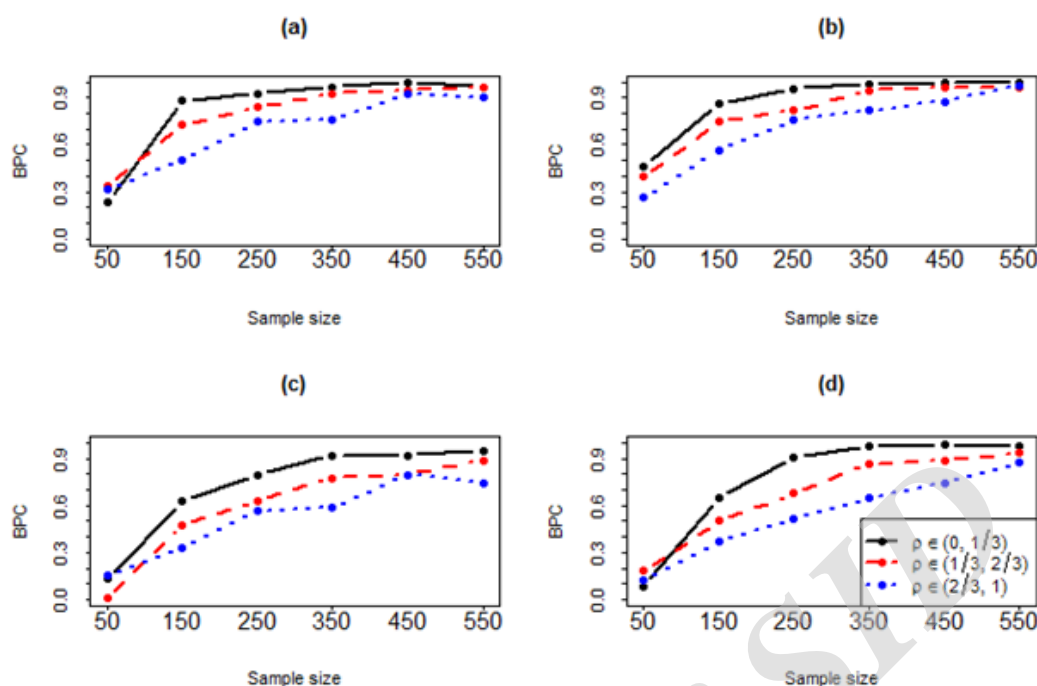 (a)
BPC
0.0 0.3 0.6 0.9
50 150 250 350 450 550
Sample size
(b)
BPC
0.0 0.3 0.6 0.9
50 150 250 350 450 550
Sample size
(c)
BPC
0.0 0.3 0.6 0.9
50 150 250 350 450 550
Sample size
(d)
BPC
0.0 0.3 0.6 0.9
50 150 250 350 450 550
ρ ∈ (0, 1/3)
ρ ∈ (1/3, 2/3)
ρ ∈ (2/3, 1)
Sample size
SID